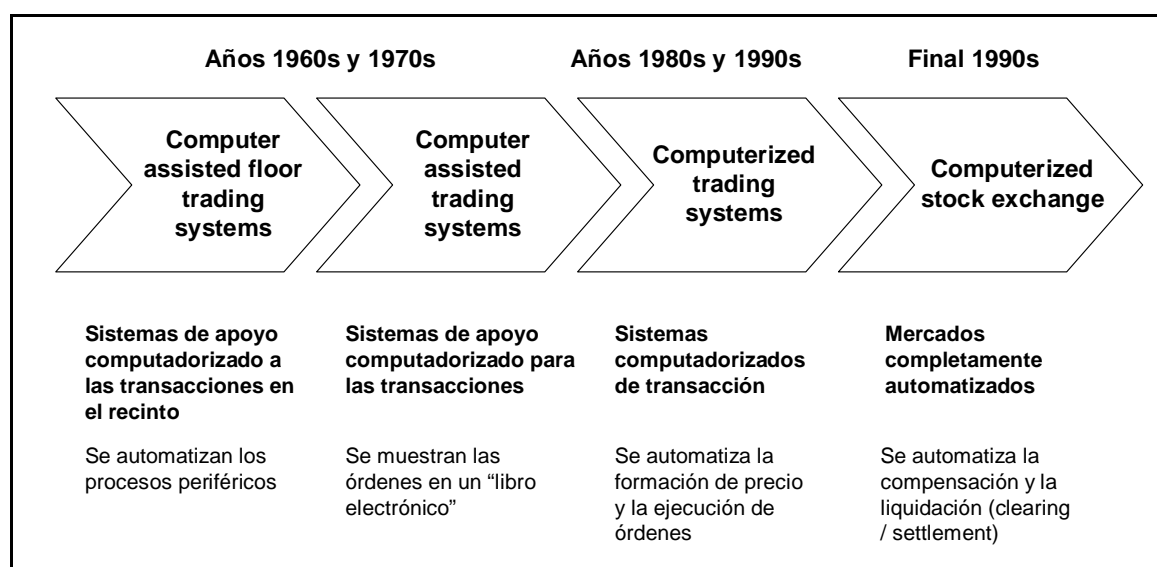 Años 1960s y 1970s
Años 1980s y 1990s
Final 1990s
Computer
assisted floor
trading
systems
Computer
assisted
trading
systems
Computerized
trading
systems
Computerized
stock exchange
Sistemas de apoyo
computadorizado a
las transacciones en
el recinto
Se automatizan los
procesos periféricos
Sistemas de apoyo
computadorizado para
las transacciones
Se muestran las
órdenes en un “libro
electrónico”
Sistemas
computadorizados
de transacción
Se automatiza la
formación de precio
y la ejecución de
órdenes
Mercados
completamente
automatizados
Se automatiza la
compensación y la
liquidación (clearing
/ settlement)